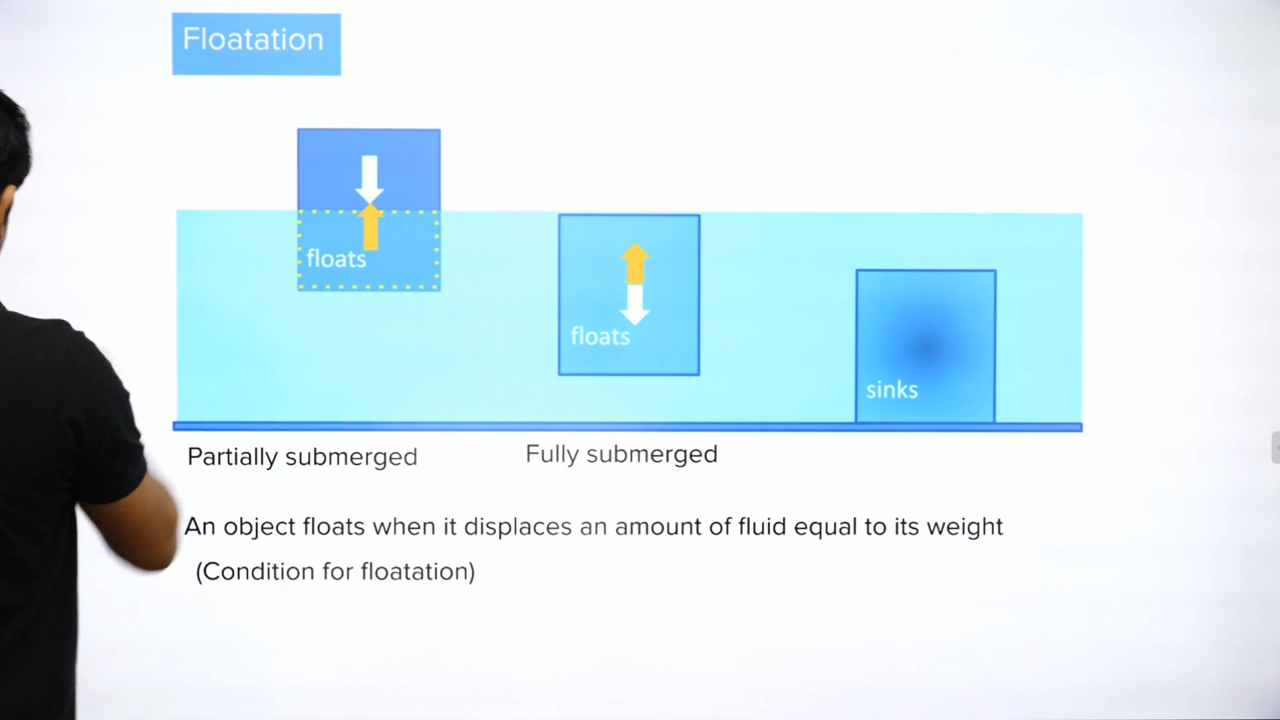 Floatation
floats
floats
sinks
Partially submerged
Fully submerged
An object floats when it displaces an amount of fluid equal to its weight
(Condition for floatation)